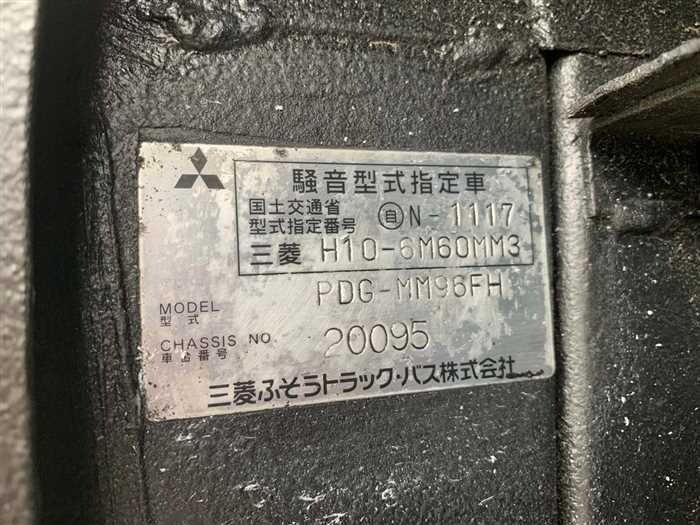 騒音型式指定車
国土交通省
型式指定番号 自N-1117
三菱 H10-6M60MM3
MODEL PDG-MM96FH
型式
CHASSIS NO. 20095
車台番号
三菱ふそうトラック・バス株式会社